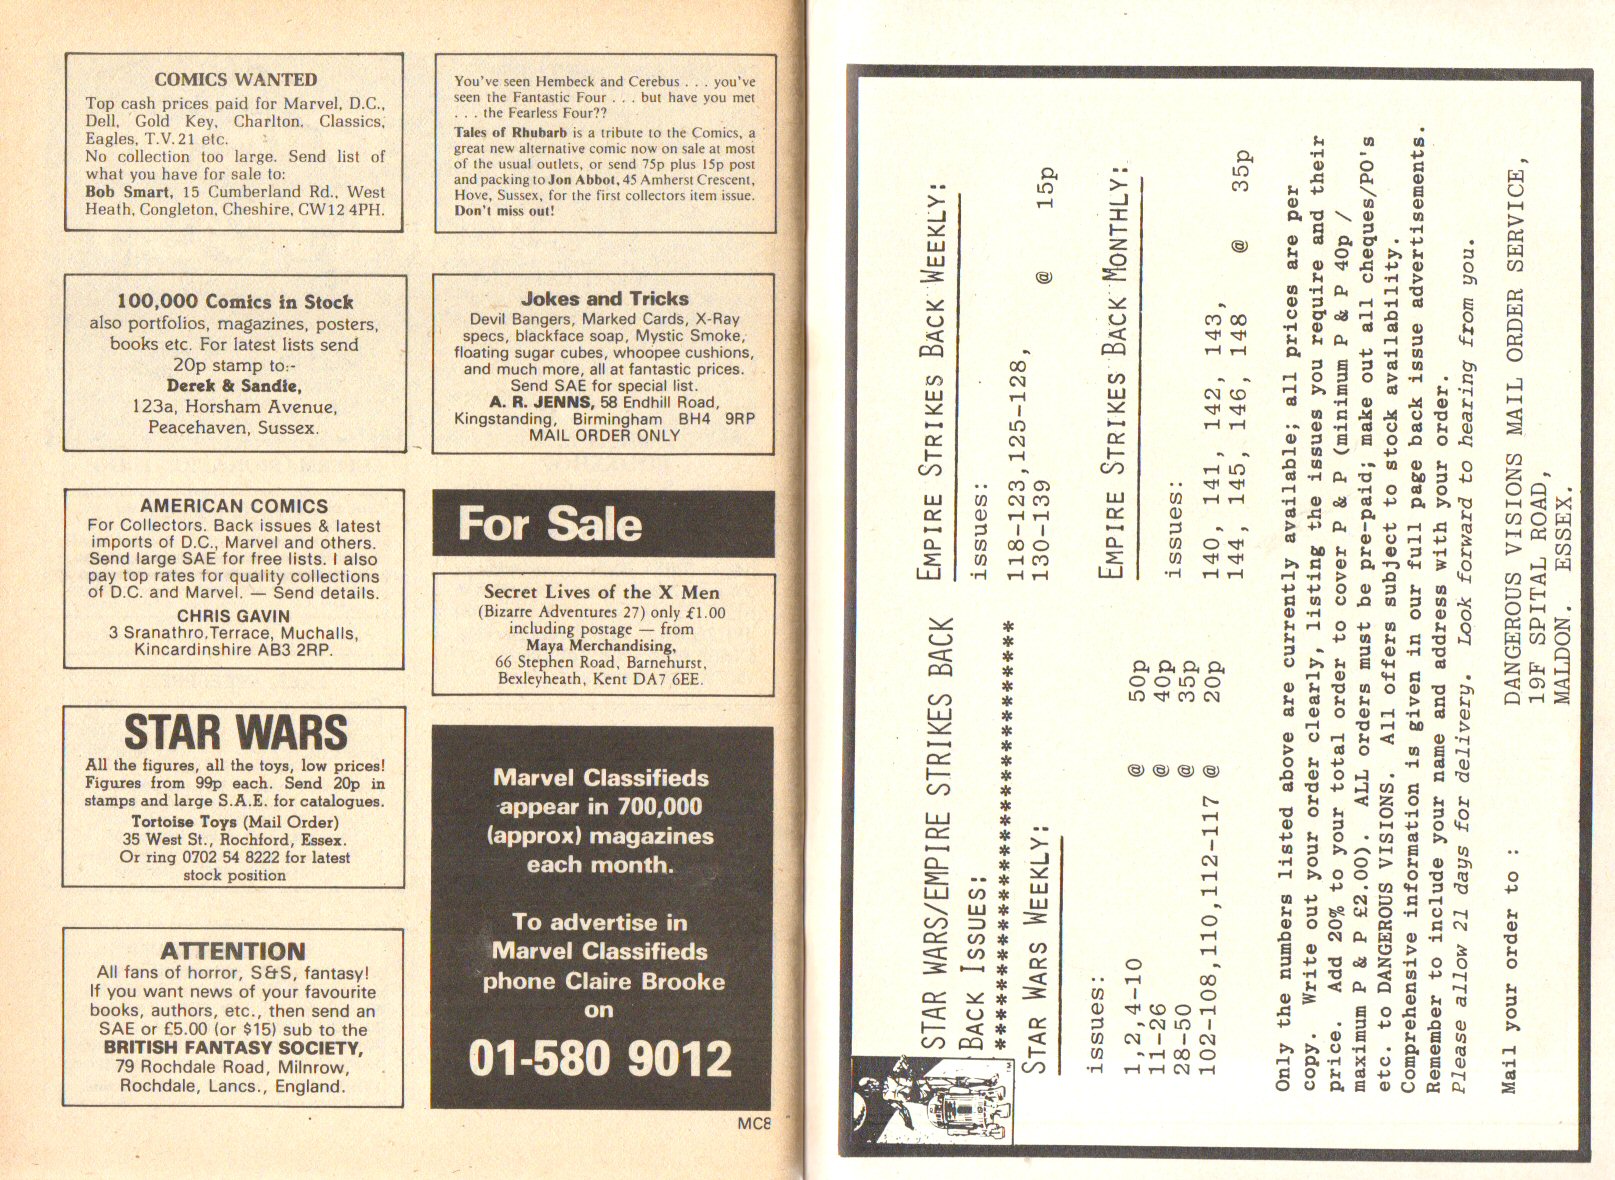 COMICS WANTED
Top cash prices paid for Marvel, D.C.,
Dell, Gold Key, Charlton, Classics,
Eagles, T.V.21 etc.
No collection too large. Send list of
what you have for sale to:
Bob Smart, 15 Cumberland Rd., West
Heath, Congleton, Cheshire, CW12 4PH.
100,000 Comics in Stock
also portfolios, magazines, posters,
books etc. For latest lists send
20p stamp to:-
Derek & Sandie,
123a, Horsham Avenue,
Peacehaven, Sussex.
AMERICAN COMICS
For Collectors. Back issues & latest
imports of D.C., Marvel and others.
Send large SAE for free lists. I also
pay top rates for quality collections
of D.C. and Marvel. — Send details.
CHRIS GAVIN
3 Sranathro,Terrace, Muchalls,
Kincardinshire AB3 2RP.
STAR WARS
All the figures, all the toys, low prices!
Figures from 99p each. Send 20p in
stamps and large S.A.E. for catalogues.
Tortoise Toys (Mail Order)
35 West St., Rochford, Essex.
Or ring 0702 54 8222 for latest
stock position
ATTENTION
All fans of horror, S&S, fantasy!
If you want news of your favourite
books, authors, etc., then send an
SAE or £5.00 (or $15) sub to the
BRITISH FANTASY SOCIETY,
79 Rochdale Road, Milnrow,
Rochdale, Lancs., England.
You've seen Hembeck and Cerebus . . . you've
seen the Fantastic Four . . . but have you met
. . . the Fearless Four??
Tales of Rhubarb is a tribute to the Comics, a
great new alternative comic now on sale at most
of the usual outlets, or send 75p plus 15p post
and packing to Jon Abbot, 45 Amherst Crescent,
Hove, Sussex, for the first collectors item issue.
Don't miss out!
Jokes and Tricks
Devil Bangers, Marked Cards, X-Ray
specs, blackface soap, Mystic Smoke,
floating sugar cubes, whoopee cushions,
and much more, all at fantastic prices.
Send SAE for special list.
A. R. JENNS, 58 Endhill Road,
Kingstanding, Birmingham BH4 9RP
MAIL ORDER ONLY
For Sale
Secret Lives of the X Men
(Bizarre Adventures 27) only £1.00
including postage — from
Maya Merchandising,
66 Stephen Road, Barnehurst,
Bexleyheath, Kent DA7 6EE.
Marvel Classifieds
appear in 700,000
(approx) magazines
each month.
To advertise in
Marvel Classifieds
phone Claire Brooke
on
01-580 9012
MC8
STAR WARS/EMPIRE STRIKES BACK
BACK ISSUES:
*********************************
STAR WARS WEEKLY:
issues:
1,2,4-10 @ 50p
11-26 @ 40p
28-50 @ 35p
102-108,110,112-117 @ 20p
EMPIRE STRIKES BACK WEEKLY:
issues:
118-123,125-128,
130-139 @ 15p
EMPIRE STRIKES BACK MONTHLY:
issues:
140, 141, 142, 143,
144, 145, 146, 148 @ 35p
Only the numbers listed above are currently available; all prices are per
copy. Write out your order clearly, listing the issues you require and their
price. Add 20% to your total order to cover P & P (minimum P & P 40p /
maximum P & P £2.00). ALL orders must be pre-paid; make out all cheques/PO's
etc. to DANGEROUS VISIONS. All offers subject to stock availability.
Comprehensive information is given in our full page back issue advertisements.
Remember to include your name and address with your order.
Please allow 21 days for delivery. Look forward to hearing from you.
Mail your order to : DANGEROUS VISIONS MAIL ORDER SERVICE,
19F SPITAL ROAD,
MALDON. ESSEX.